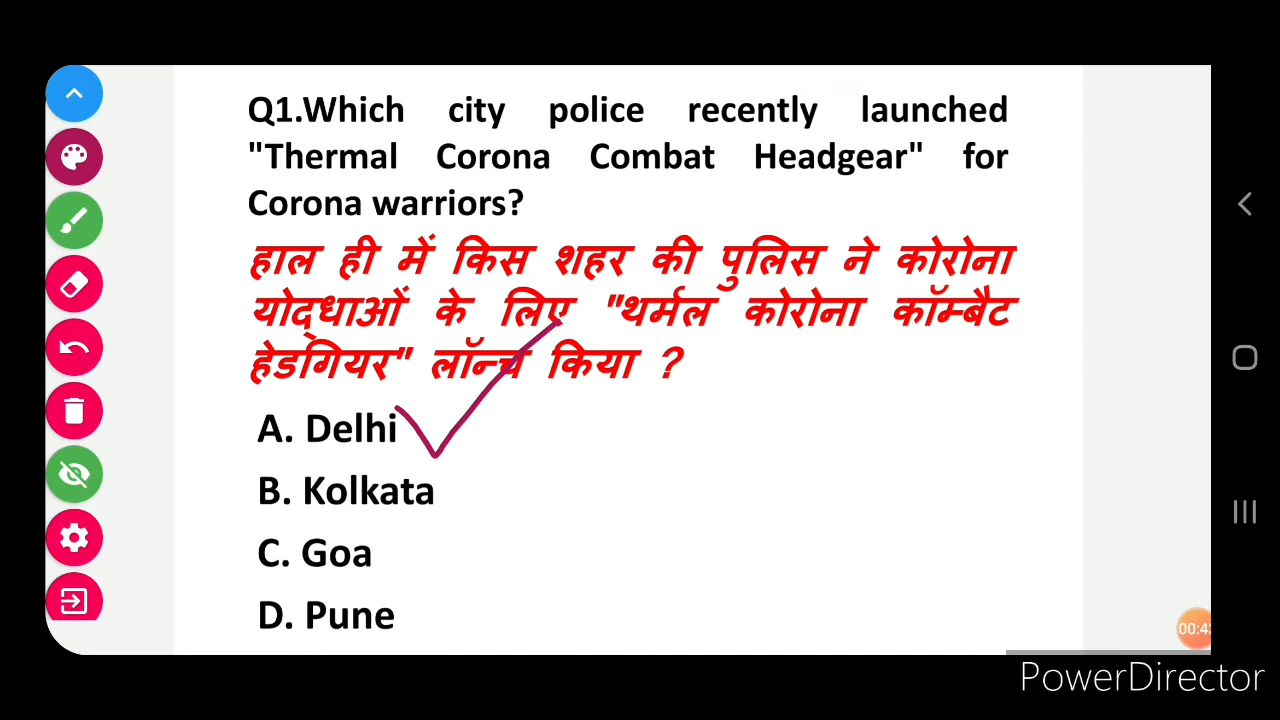 Q1.Which city police recently launched
"Thermal Corona Combat Headgear" for
Corona warriors?
हाल ही में किस शहर की पुलिस ने कोरोना
योद्धाओं के लिए "थर्मल कोरोना कॉम्बैट
हेडगियर" लॉन्च किया ?
A. Delhi
B. Kolkata
C. Goa
D. Pune
PowerDirector